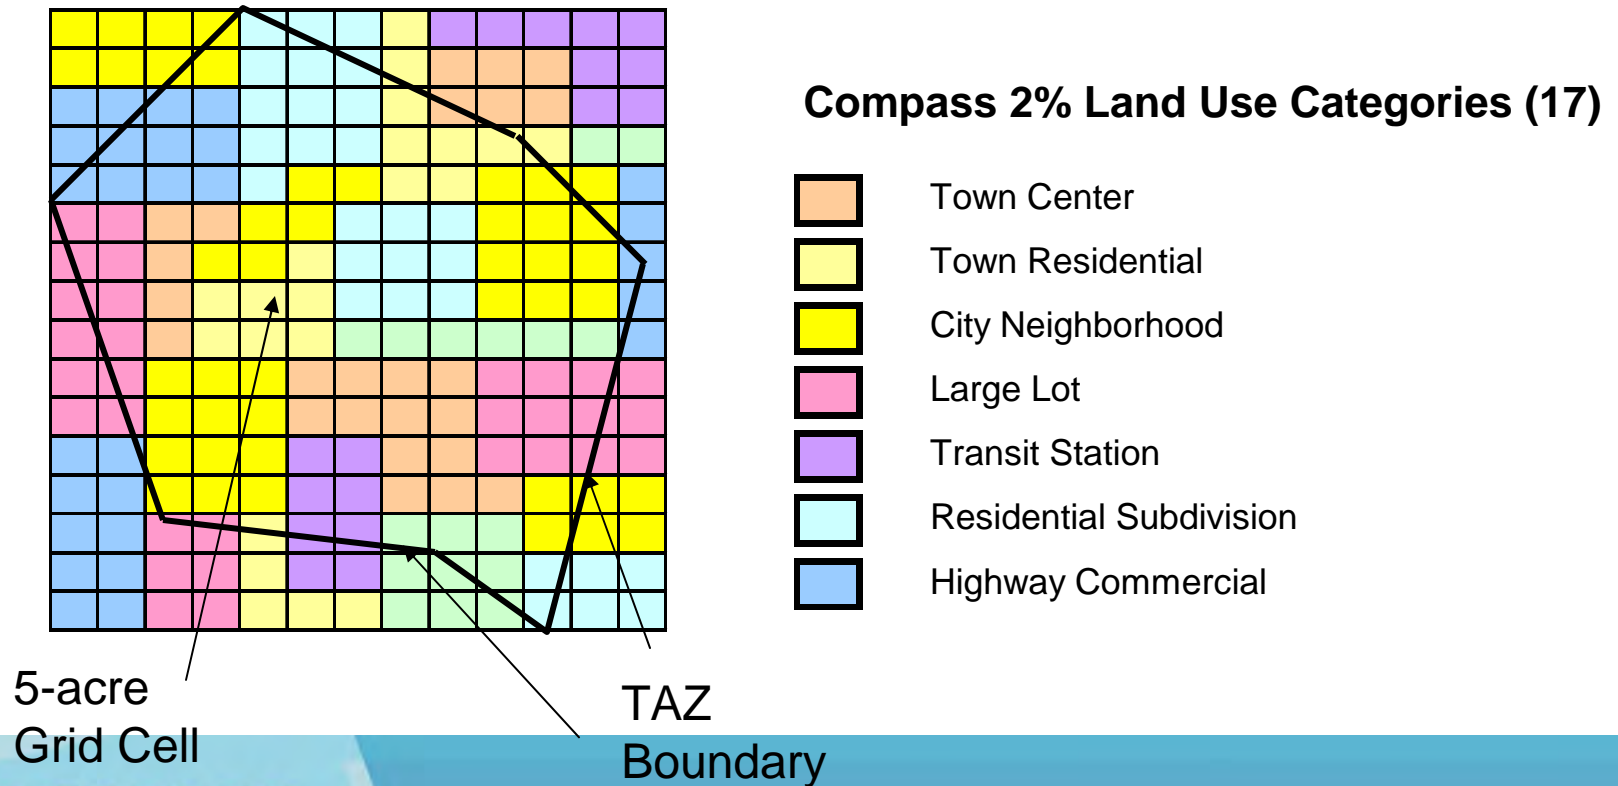 Compass 2% Land Use Categories (17)
Town Center
Town Residential
City Neighborhood
Large Lot
Transit Station
Residential Subdivision
Highway Commercial
5-acre
Grid Cell
TAZ
Boundary